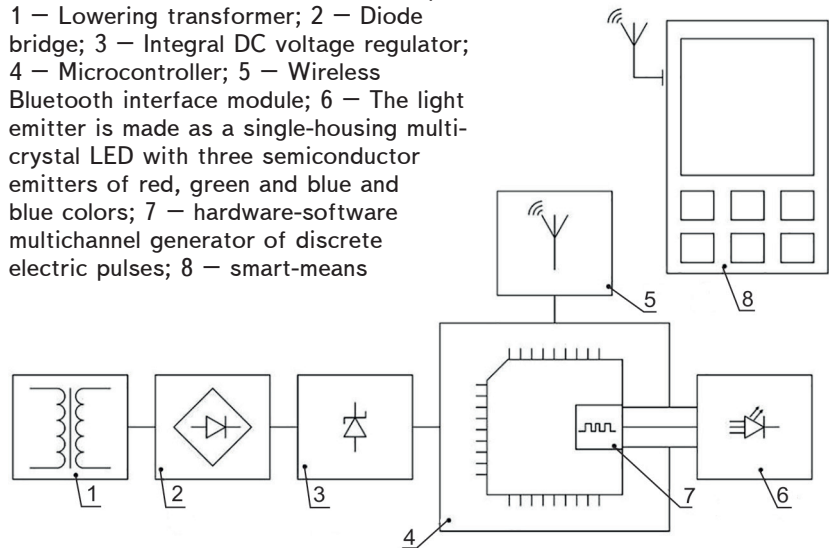 1 – Lowering transformer; 2 – Diode
bridge; 3 – Integral DC voltage regulator;
4 – Microcontroller; 5 – Wireless
Bluetooth interface module; 6 – The light
emitter is made as a single-housing multi-
crystal LED with three semiconductor
emitters of red, green and blue and
blue colors; 7 – hardware-software
multichannel generator of discrete
electric pulses; 8 – smart-means
5
8
1
2
3
7
6
4